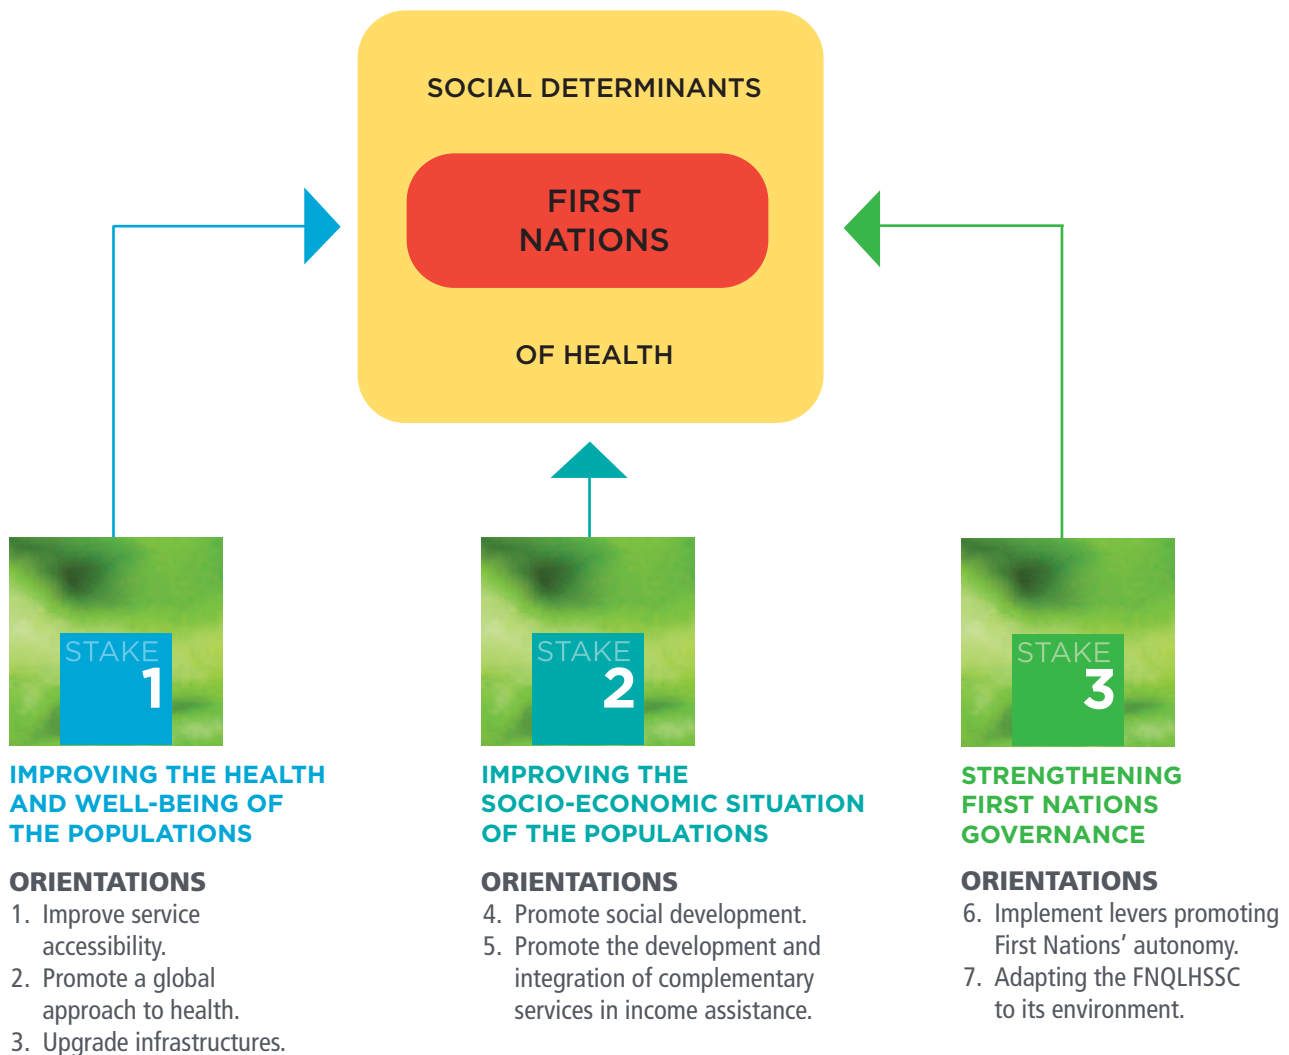 SOCIAL DETERMINANTS
FIRST
NATIONS
OF HEALTH
STAKE
1
IMPROVING THE HEALTH
AND WELL-BEING OF
THE POPULATIONS
ORIENTATIONS
1. Improve service
accessibility.
2. Promote a global
approach to health.
3. Upgrade infrastructures.
STAKE
2
IMPROVING THE
SOCIO-ECONOMIC SITUATION
OF THE POPULATIONS
ORIENTATIONS
4. Promote social development.
5. Promote the development and
integration of complementary
services in income assistance.
STAKE
3
STRENGTHENING
FIRST NATIONS
GOVERNANCE
ORIENTATIONS
6. Implement levers promoting
First Nations’ autonomy.
7. Adapting the FNQLHSSC
to its environment.